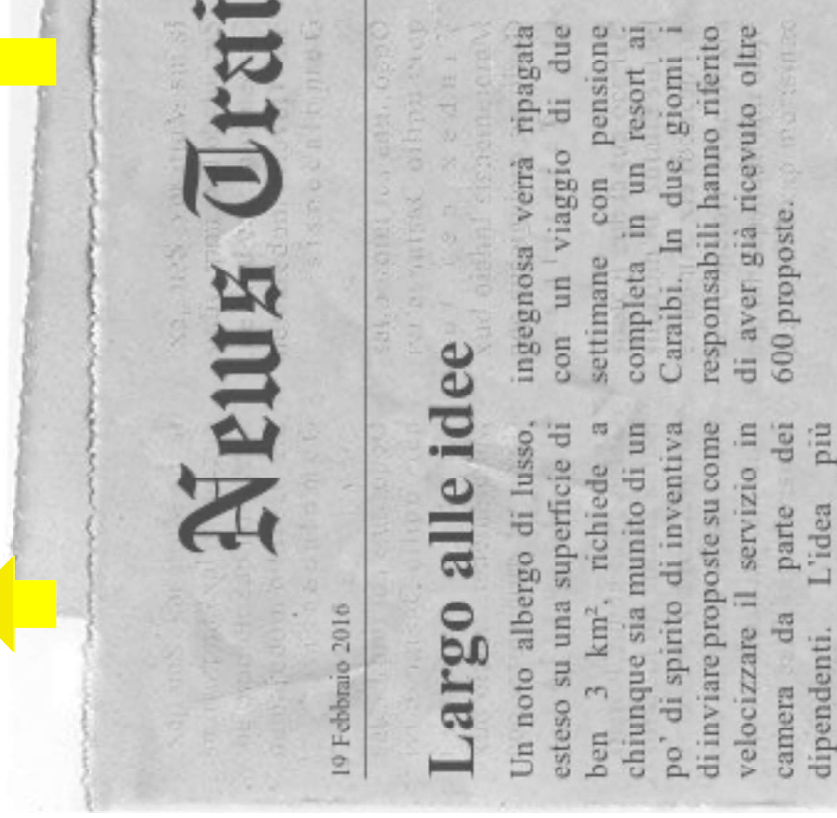 News Trai
19 Febbraio 2016
Largo alle idee
Un noto albergo di lusso,
esteso su una superficie di
ben 3 km², richiede a
chiunque sia munito di un
po' di spirito di inventiva
di inviare proposte su come
velocizzare il servizio in
camera da parte dei
dipendenti. L'idea più
ingegnosa verrà ripagata
con un viaggio di due
settimane con pensione
completa in un resort ai
Caraibi. In due giorni i
responsabili hanno riferito
di aver già ricevuto oltre
600 proposte.